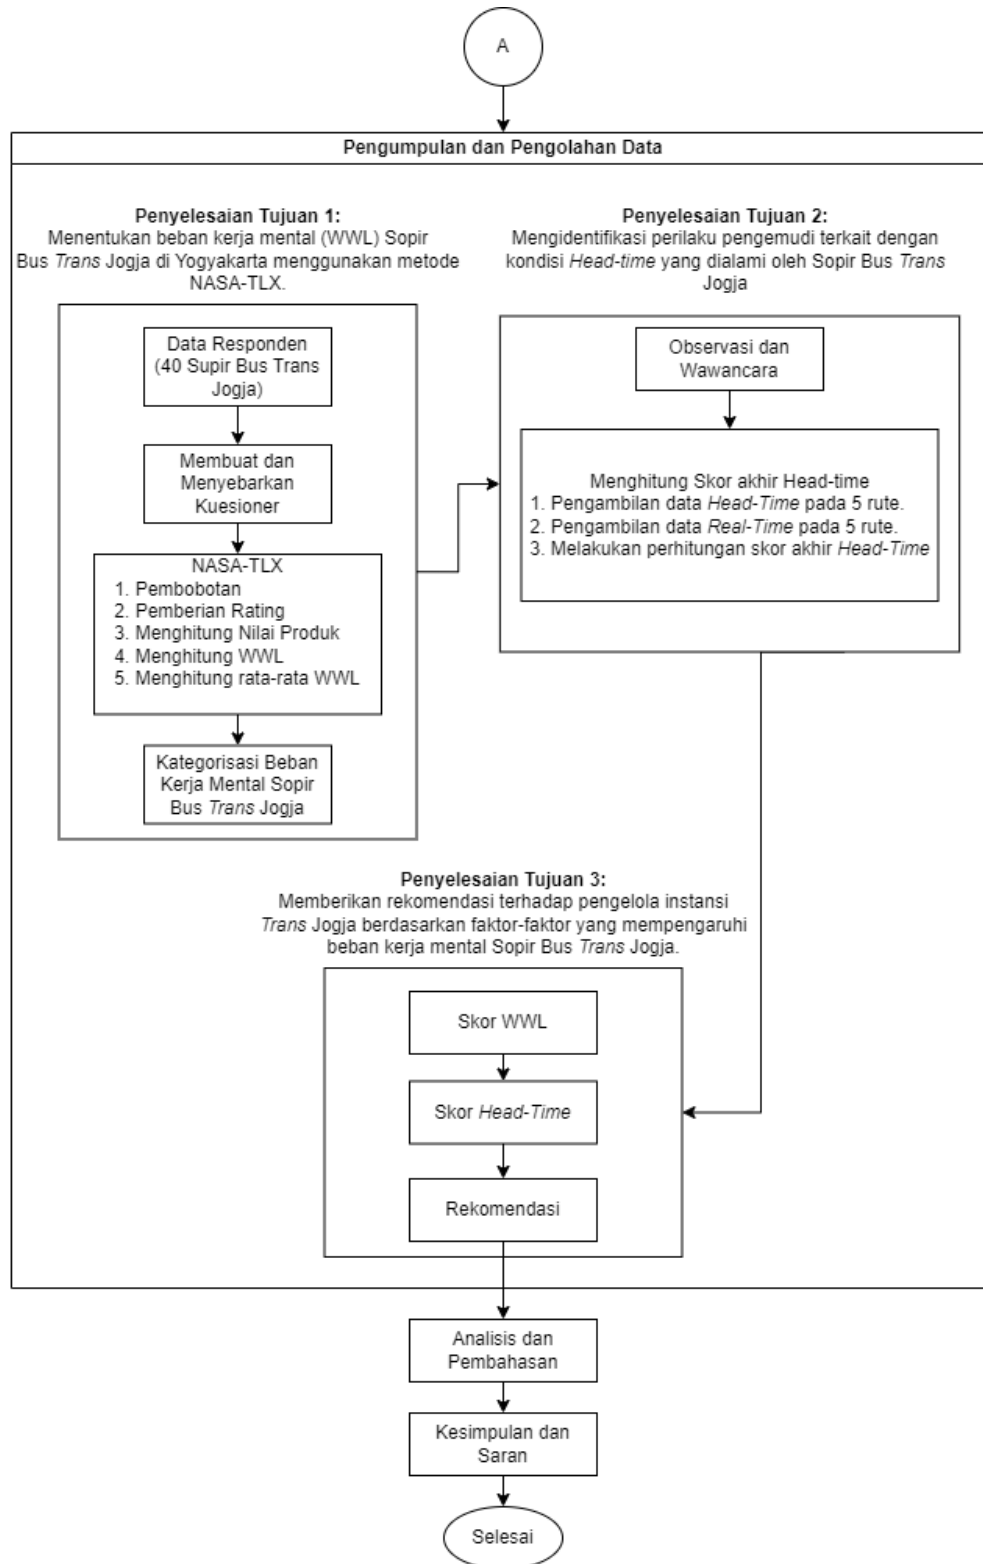 A
Pengumpulan dan Pengolahan Data
Penyelesaian Tujuan 1:
Menentukan beban kerja mental (WWL) Sopir
Bus Trans Jogja di Yogyakarta menggunakan metode
NASA-TLX.
Data Responden
(40 Supir Bus Trans
Jogja)
Membuat dan
Menyebarkan
Kuesioner
NASA-TLX
1. Pembobotan
2. Pemberian Rating
3. Menghitung Nilai Produk
4. Menghitung WWL
5. Menghitung rata-rata WWL
Kategorisasi Beban
Kerja Mental Sopir
Bus Trans Jogja
Penyelesaian Tujuan 2:
Mengidentifikasi perilaku pengemudi terkait dengan
kondisi Head-time yang dialami oleh Sopir Bus Trans
Jogja
Observasi dan
Wawancara
Menghitung Skor akhir Head-time
1. Pengambilan data Head-Time pada 5 rute.
2. Pengambilan data Real-Time pada 5 rute.
3. Melakukan perhitungan skor akhir Head-Time
Penyelesaian Tujuan 3:
Memberikan rekomendasi terhadap pengelola instansi
Trans Jogja berdasarkan faktor-faktor yang mempengaruhi
beban kerja mental Sopir Bus Trans Jogja.
Skor WWL
Skor Head-Time
Rekomendasi
Analisis dan
Pembahasan
Kesimpulan dan
Saran
Selesai